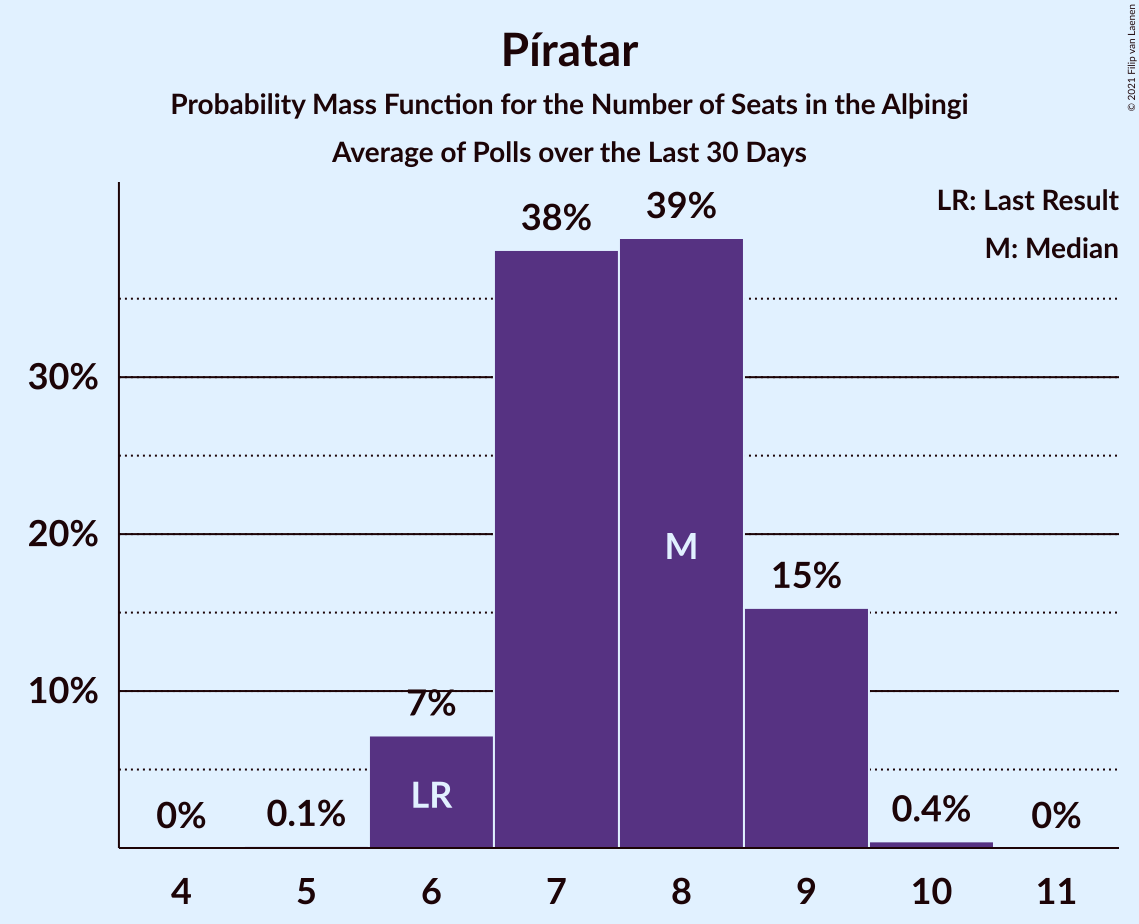 Píratar
Probability Mass Function for the Number of Seats in the Alþingi
Average of Polls over the Last 30 Days
© 2021 Filip van Laenen
LR: Last Result
M: Median
38%
39%
30%
20%
M
15%
10%
7%
LR
0%
0.1%
0.4%
0%
4 5 6 7 8 9 10 11